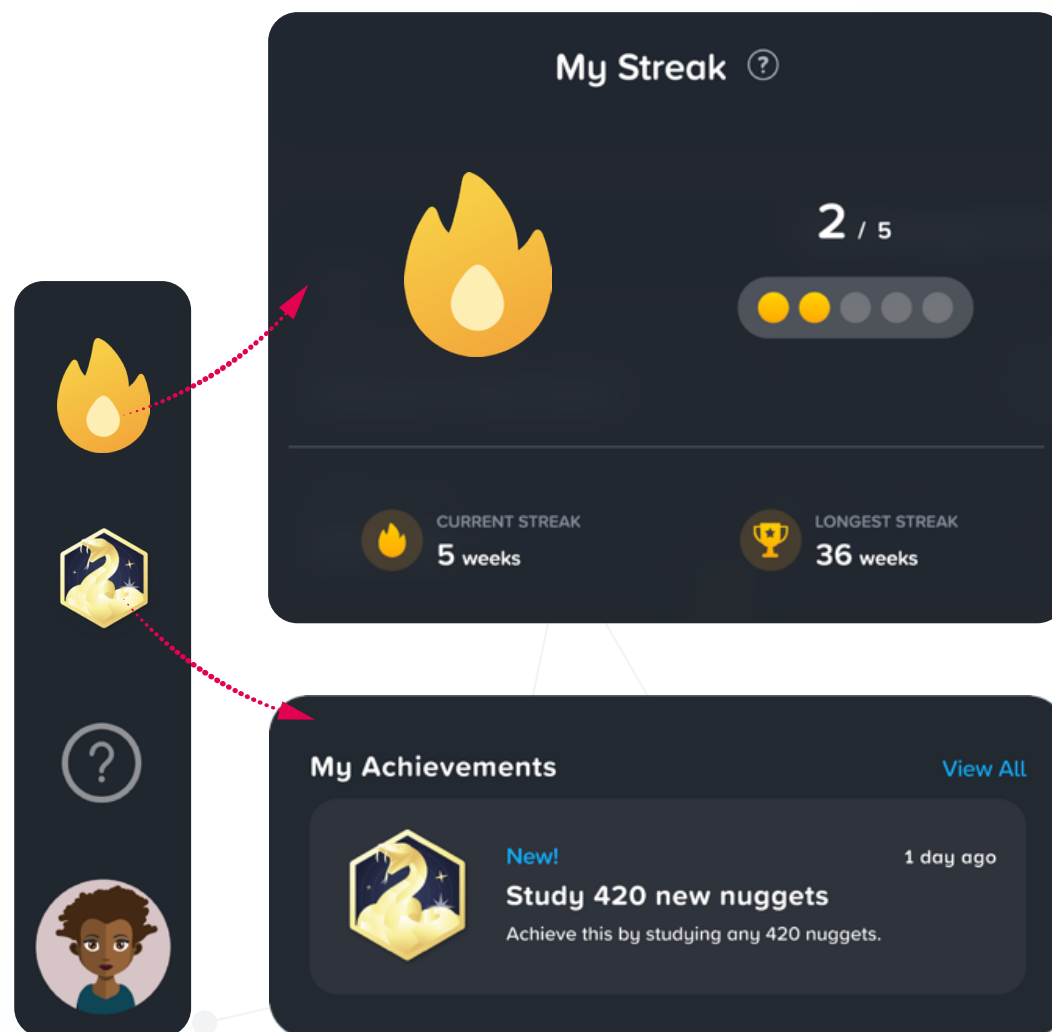 My Streak ?
2 / 5
CURRENT STREAK
5 weeks
LONGEST STREAK
36 weeks
?
My Achievements
View All
New!
1 day ago
Study 420 new nuggets
Achieve this by studying any 420 nuggets.